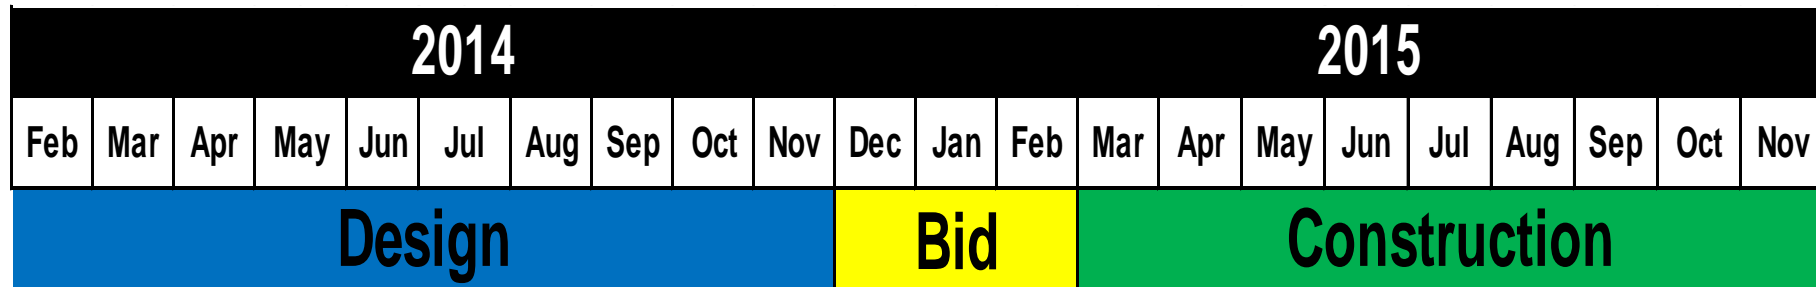 2014 2015
Feb Mar Apr May Jun Jul Aug Sep Oct Nov Dec Jan Feb Mar Apr May Jun Jul Aug Sep Oct Nov
Design Bid Construction